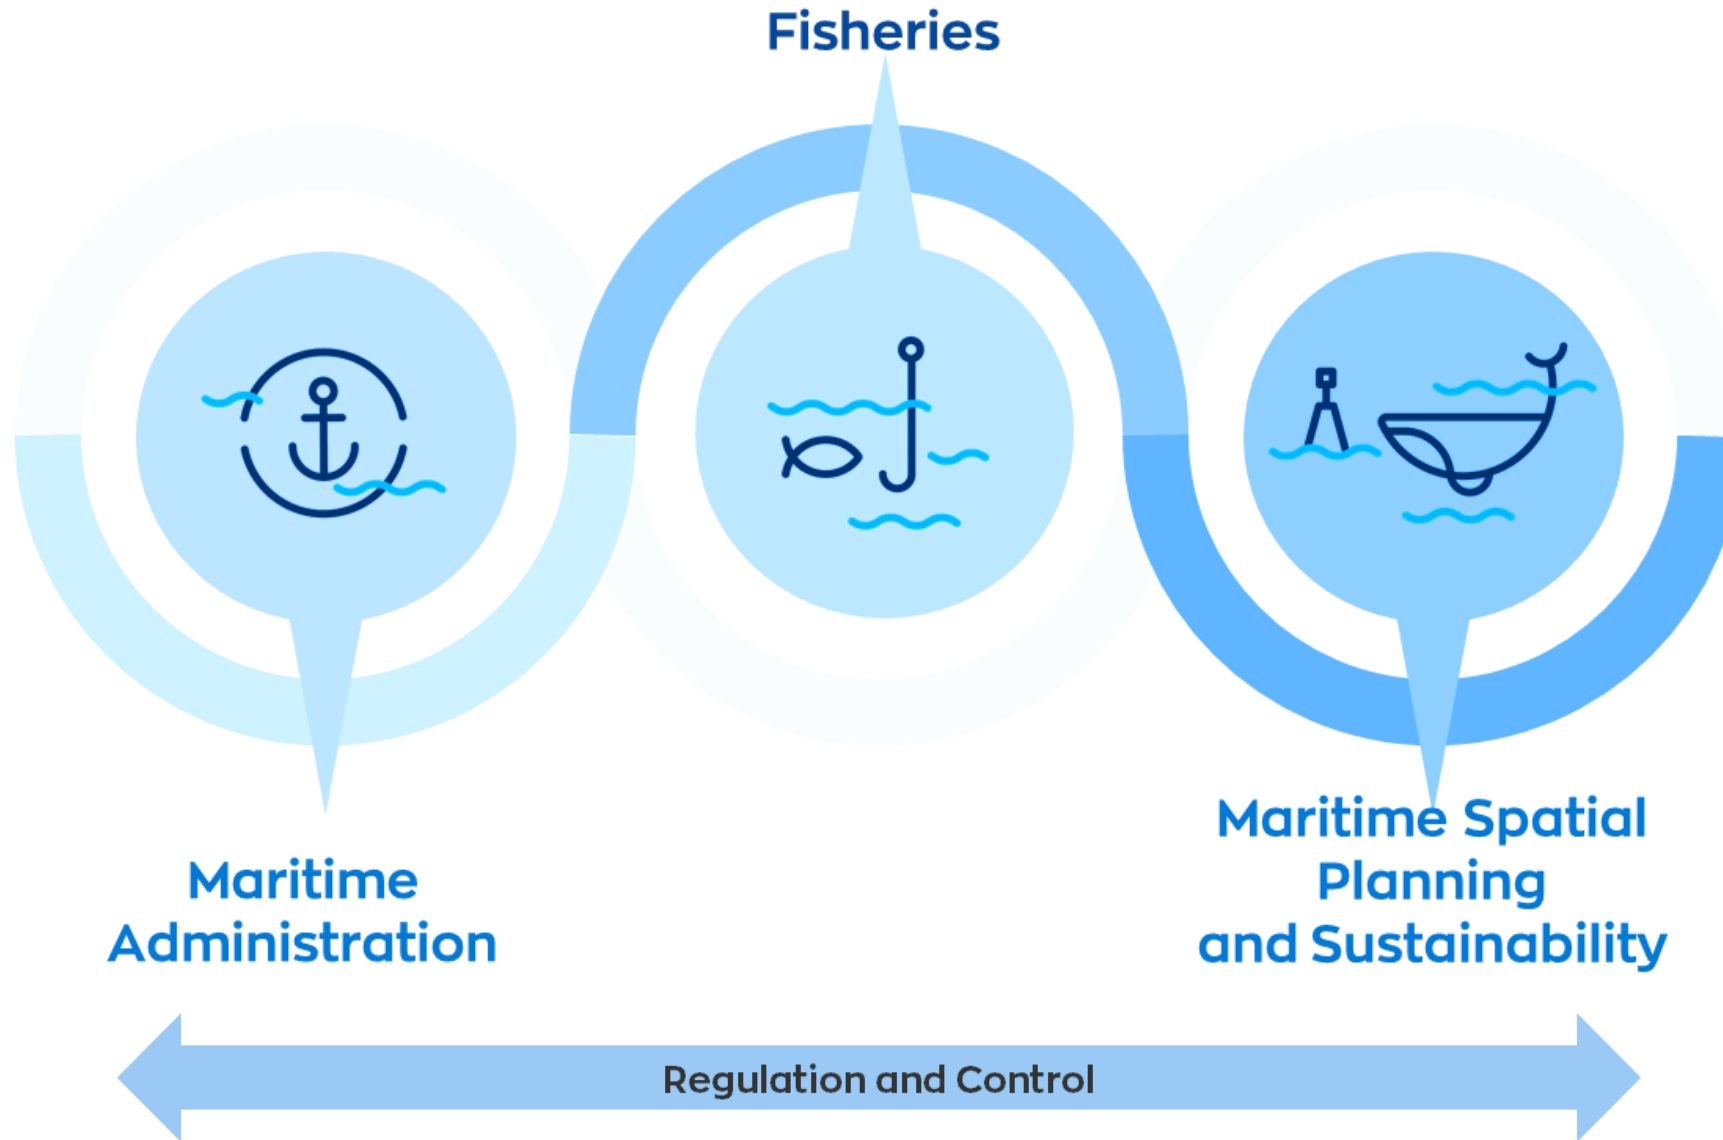 Fisheries
Maritime
Administration
Maritime Spatial
Planning
and Sustainability
Regulation and Control